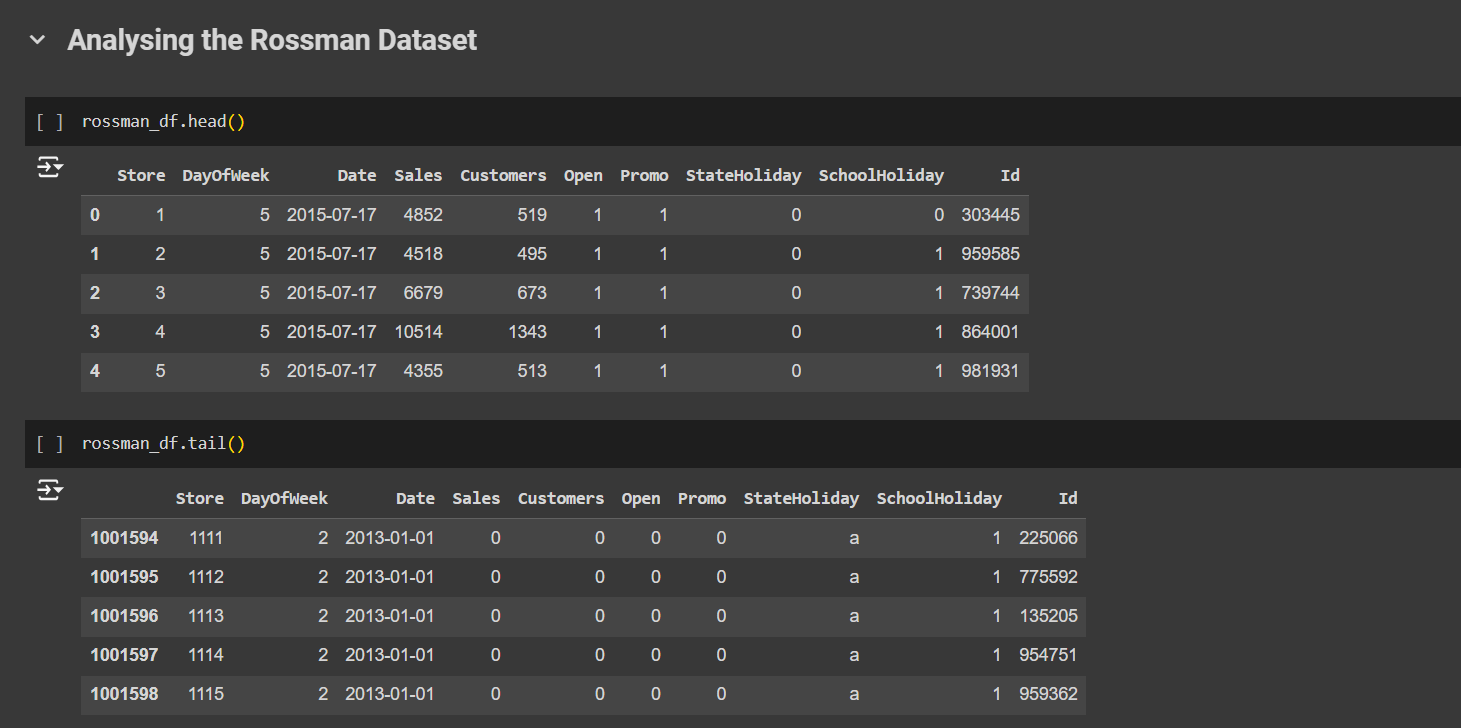 Analysing the Rossman Dataset
[ ] rossman_df.head()
Store DayOfWeek Date Sales Customers Open Promo StateHoliday SchoolHoliday Id
0 1 5 2015-07-17 4852 519 1 1 0 0 303445
1 2 5 2015-07-17 4518 495 1 1 0 1 959585
2 3 5 2015-07-17 6679 673 1 1 0 1 739744
3 4 5 2015-07-17 10514 1343 1 1 0 1 864001
4 5 5 2015-07-17 4355 513 1 1 0 1 981931
[ ] rossman_df.tail()
Store DayOfWeek Date Sales Customers Open Promo StateHoliday SchoolHoliday Id
1001594 1111 2 2013-01-01 0 0 0 0 a 1 225066
1001595 1112 2 2013-01-01 0 0 0 0 a 1 775592
1001596 1113 2 2013-01-01 0 0 0 0 a 1 135205
1001597 1114 2 2013-01-01 0 0 0 0 a 1 954751
1001598 1115 2 2013-01-01 0 0 0 0 a 1 959362